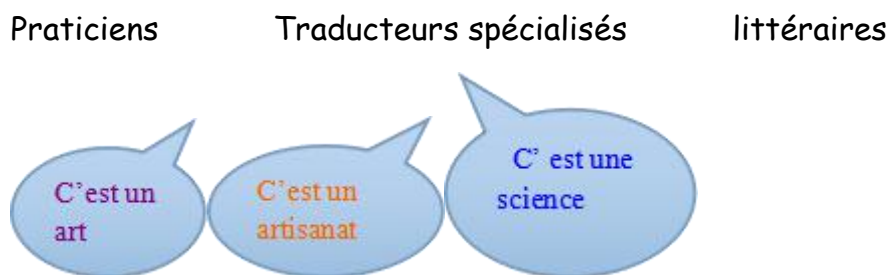 Praticiens Traducteurs spécialisés littéraires
C'est un
art
C'est un
artisanat
C' est une
science